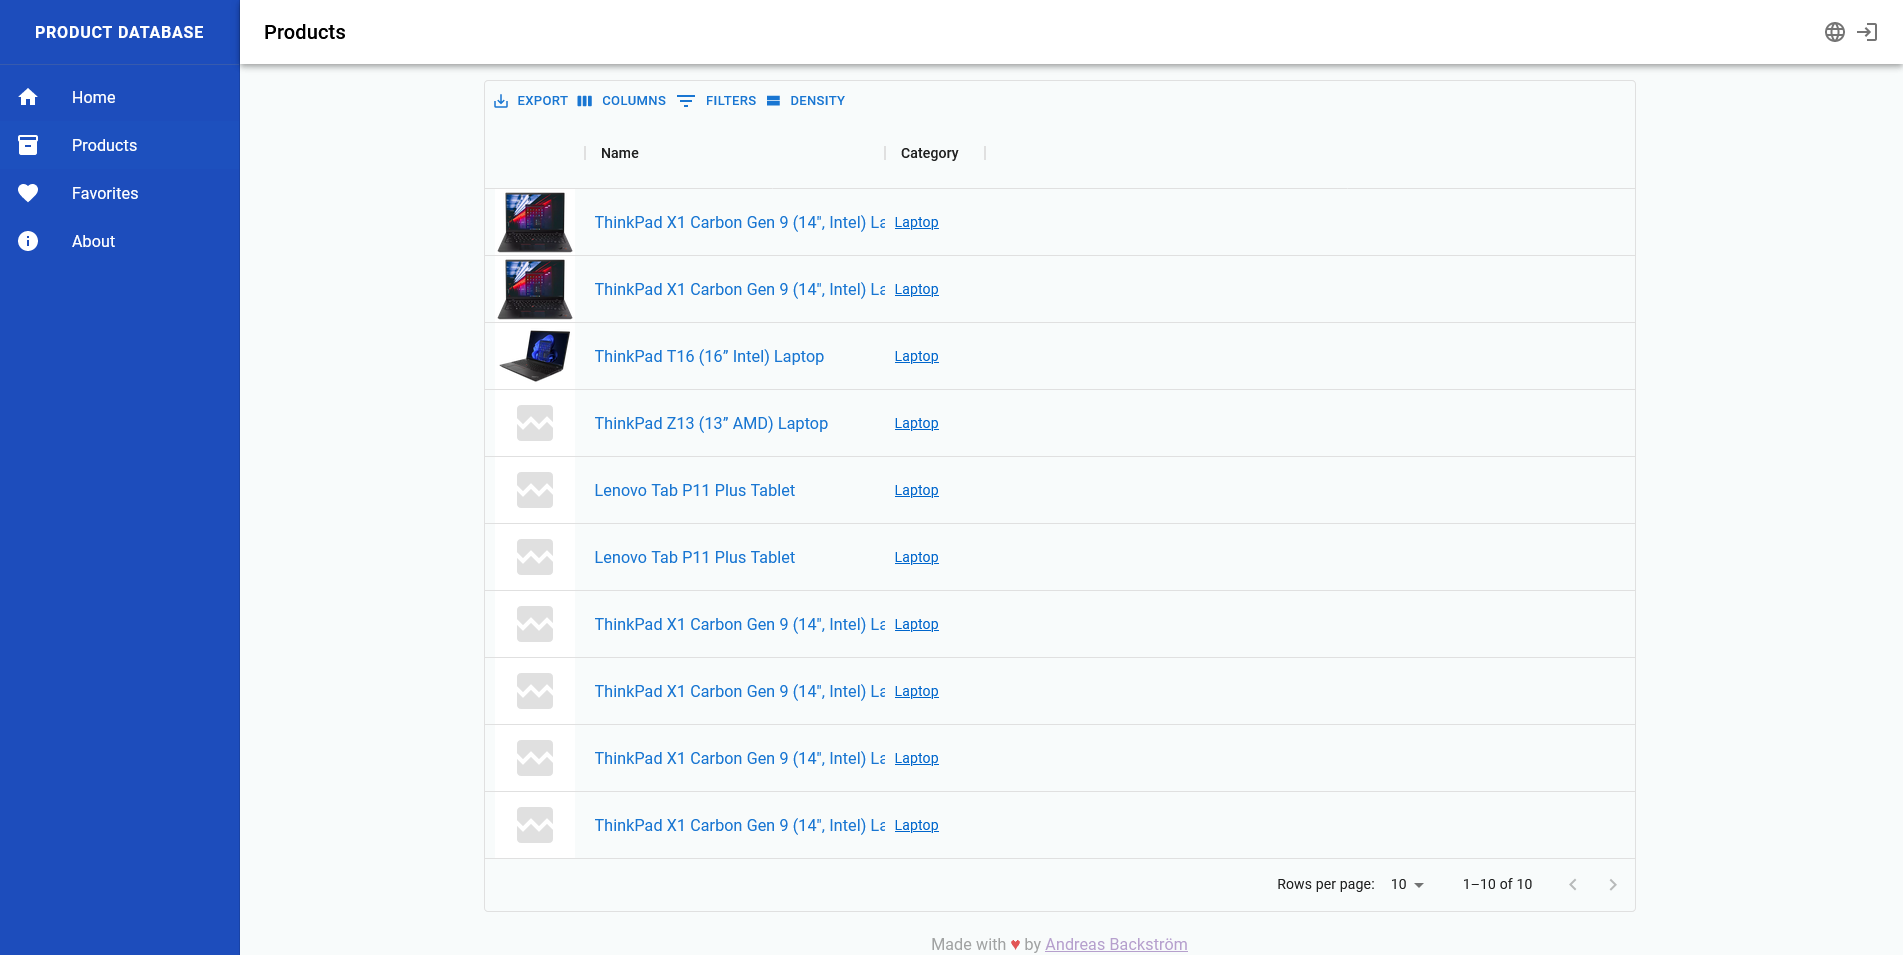 PRODUCT DATABASE
Products
Home
Products
Favorites
About
EXPORT COLUMNS FILTERS DENSITY
Name Category
ThinkPad X1 Carbon Gen 9 (14", Intel) La Laptop
ThinkPad X1 Carbon Gen 9 (14", Intel) La Laptop
ThinkPad T16 (16” Intel) Laptop Laptop
ThinkPad Z13 (13” AMD) Laptop Laptop
Lenovo Tab P11 Plus Tablet Laptop
Lenovo Tab P11 Plus Tablet Laptop
ThinkPad X1 Carbon Gen 9 (14", Intel) La Laptop
ThinkPad X1 Carbon Gen 9 (14", Intel) La Laptop
ThinkPad X1 Carbon Gen 9 (14", Intel) La Laptop
ThinkPad X1 Carbon Gen 9 (14", Intel) La Laptop
Rows per page: 10 1–10 of 10
Made with ♥ by Andreas Backström